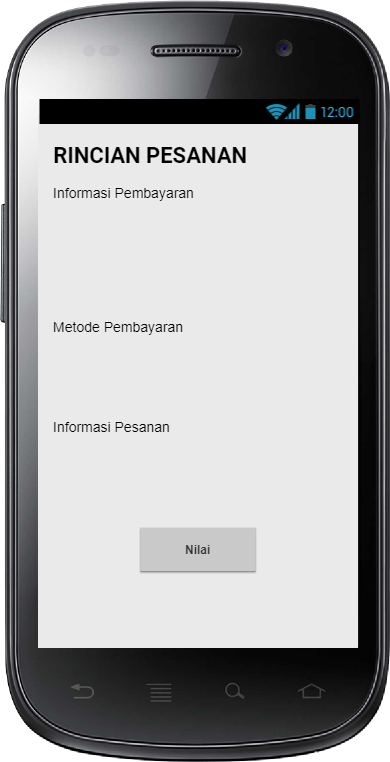 12:00
RINCIAN PESANAN
Informasi Pembayaran
Metode Pembayaran
Informasi Pesanan
Nilai